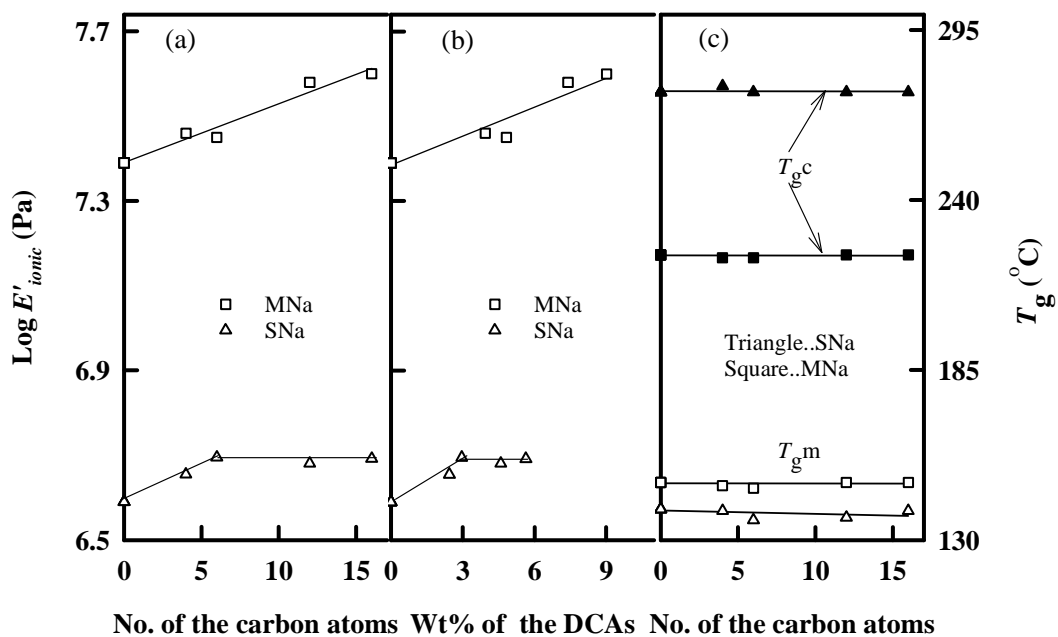 (a)
(b)
(c)
7.7
7.3
6.9
6.5
Log E'ionic (Pa)
MNa
SNa
MNa
SNa
Tgc
Triangle..SNa
Square..MNa
Tgm
295
240
185
130
Tg (°C)
0 5 10 15
0 3 6 9
0 5 10 15
No. of the carbon atoms
Wt% of the DCAs
No. of the carbon atoms